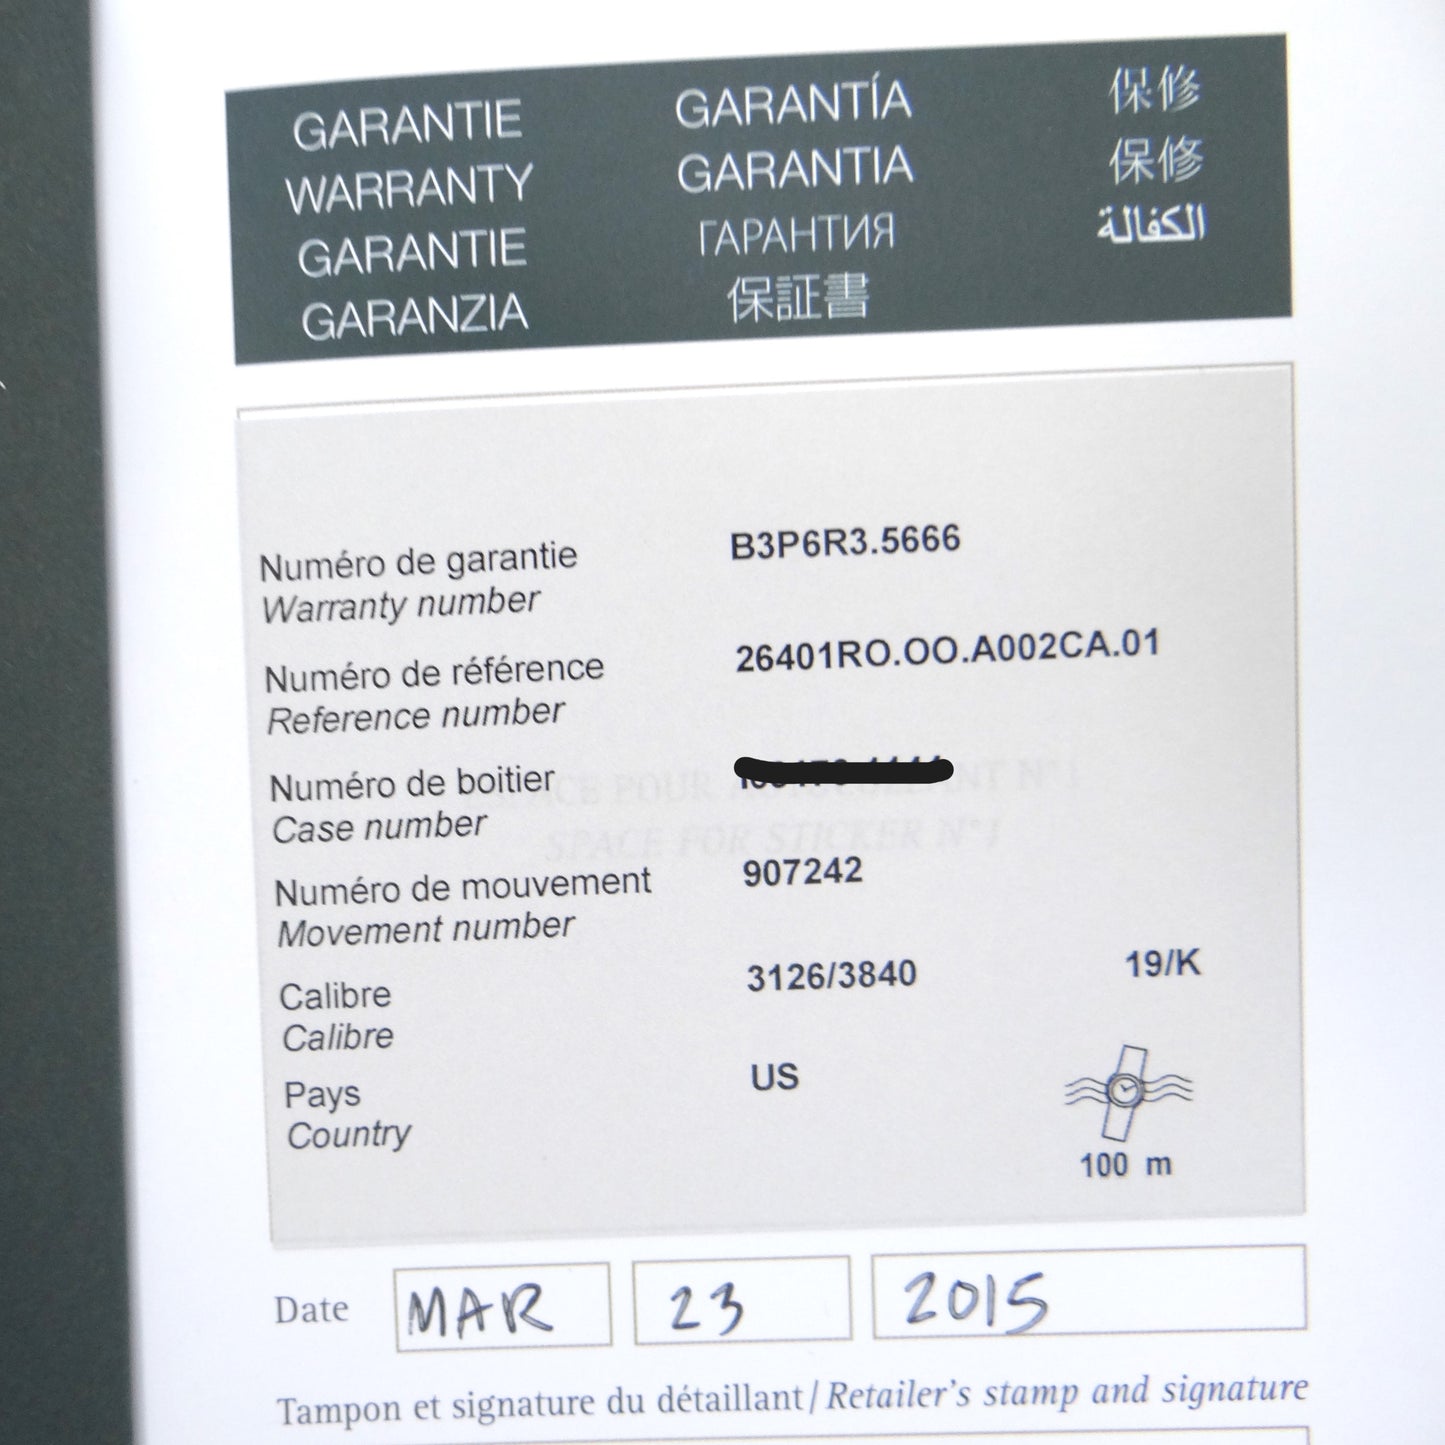 GARANTIE
WARRANTY
GARANTIE
GARANZIA
GARANTÍA
GARANTIA
ГАРАНТИЯ
保証書
保修
保修
الكفالة
Numéro de garantie B3P6R3.5666
Warranty number
Numéro de référence 26401RO.OO.A002CA.01
Reference number
Numéro de boitier
Case number
SPACE FOR STICKER N°1
Numéro de mouvement 907242
Movement number
Calibre 3126/3840 19/K
Calibre
Pays US
Country
100 m
Date MAR 23 2015
Tampon et signature du détaillant / Retailer's stamp and signature